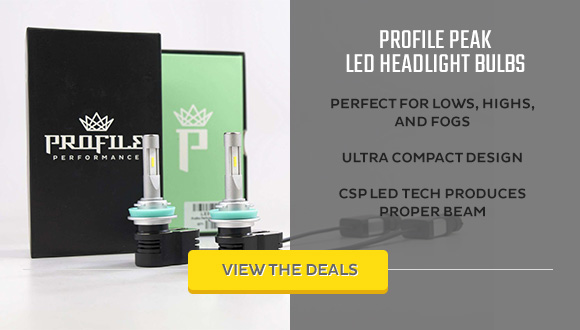 PROFILE PEAK
LED HEADLIGHT BULBS
PERFECT FOR LOWS, HIGHS,
AND FOGS
ULTRA COMPACT DESIGN
CSP LED TECH PRODUCES
PROPER BEAM
PROFILE
PERFORMANCE
P
VIEW THE DEALS